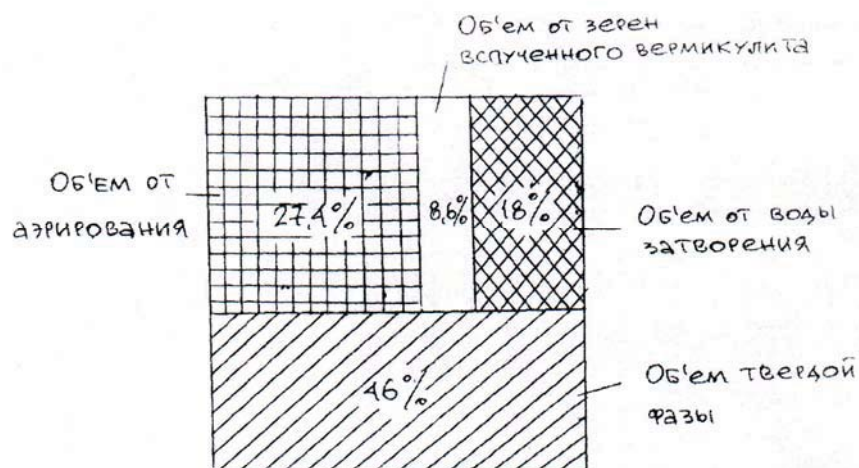 Об'ем от зерен
вспученного вермикулита
Об'ем от
аэрирования
27,4%
8,6%
18%
Об'ем от воды
затворения
46%
Об'ем твердой
фазы